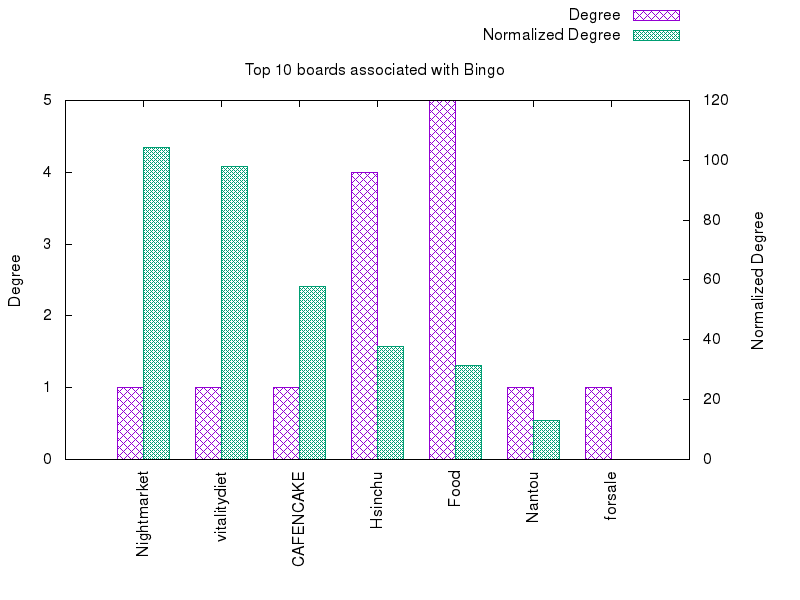 Degree
Normalized Degree
Top 10 boards associated with Bingo
5
4
3
2
1
0
Degree
120
100
80
60
40
20
0
Normalized Degree
Nightmarket
vitalitydiet
CAFENCAKE
Hsinchu
Food
Nantou
forsale